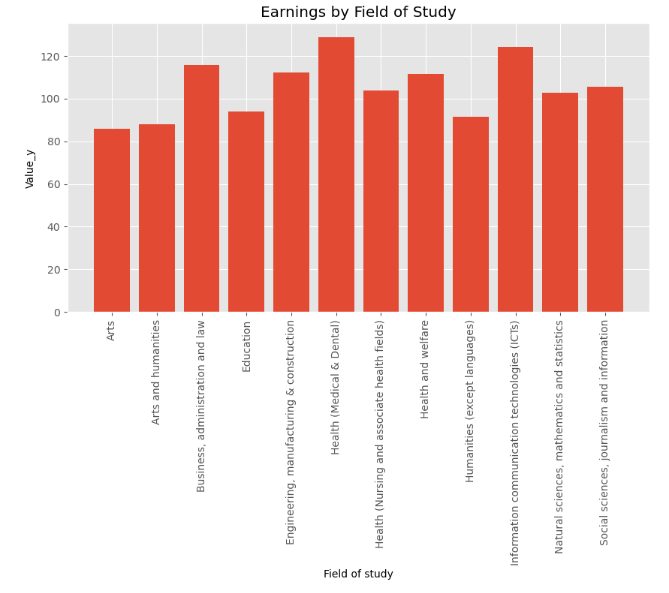 Earnings by Field of Study
Value_y
120
100
80
60
40
20
0
Arts
Arts and humanities
Business, administration and law
Education
Engineering, manufacturing & construction
Health (Medical & Dental)
Health (Nursing and associate health fields)
Health and welfare
Humanities (except languages)
Information communication technologies (ICTs)
Natural sciences, mathematics and statistics
Social sciences, journalism and information
Field of study